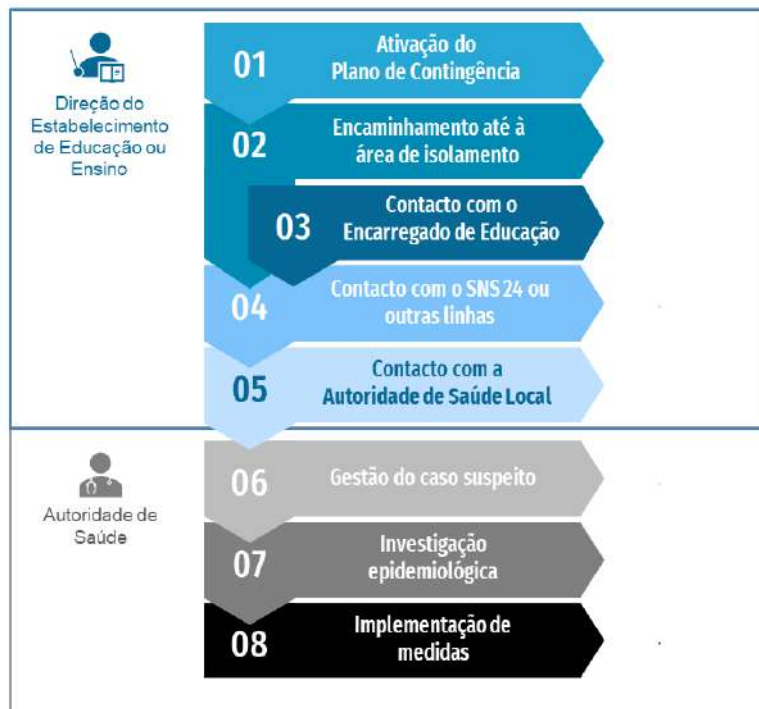 Direção do
Estabelecimento
de Educação ou
Ensino
01
Ativação do
Plano de Contingência
02
Encaminhamento até à
área de isolamento
03
Contacto com o
Encarregado de Educação
04
Contacto com o SNS 24 ou
outras linhas
05
Contacto com a
Autoridade de Saúde Local
Autoridade de
Saúde
06
Gestão do caso suspeito
07
Investigação
epidemiológica
08
Implementação de
medidas